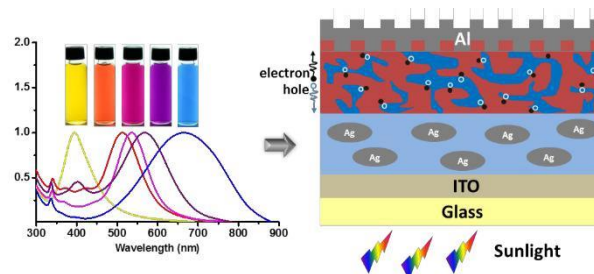 2.0
1.5
1.0
0.5
300 400 500 600 700 800 900
Wavelength (nm)
Al
electron
hole
Ag Ag Ag
Ag Ag Ag
ITO
Glass
Sunlight